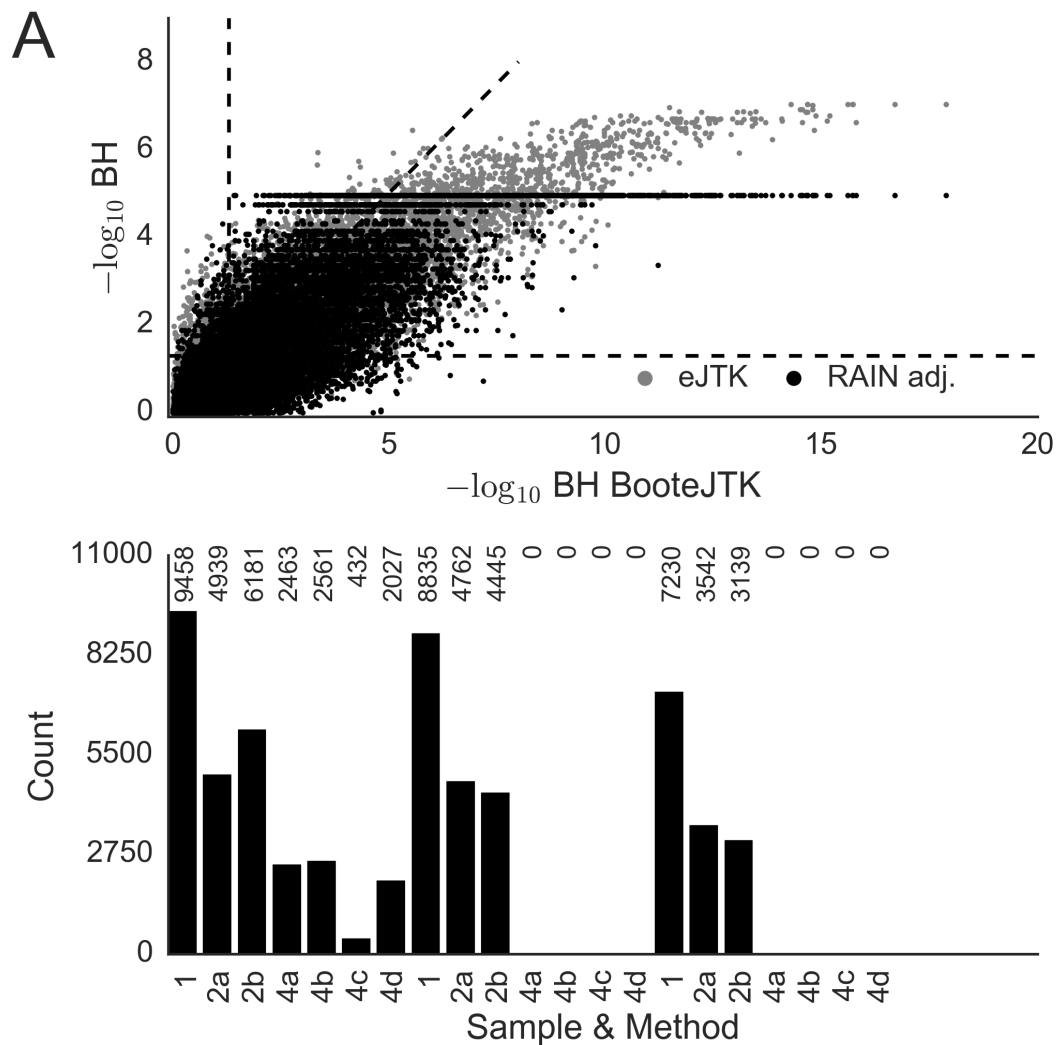 A
8
6
4
2
0
−log10 BH
eJTK
RAIN adj.
0 5 10 15 20
−log10 BH BooteJTK
11000
8250
5500
2750
0
Count
9458 4939 6181 2463 2561 432 2027 8835 4762 4445 0 0 0 0 7230 3542 3139 0 0 0 0
1 2a 2b 4a 4b 4c 4d 1 2a 2b 4a 4b 4c 4d 1 2a 2b 4a 4b 4c 4d
Sample & Method